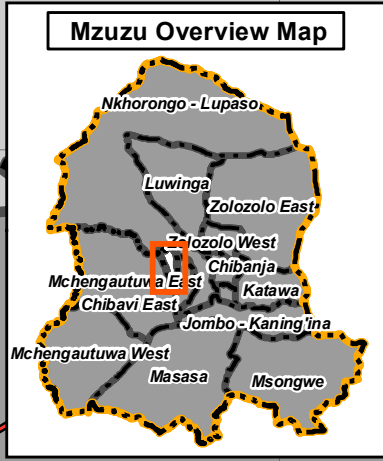 Mzuzu Overview Map
Nkhorongo - Lupaso
Luwinga
Zolozolo East
Zolozolo West
Chibanja
Mchengautuwa East
Katawa
Chibavi East
Jombo - Kaning'ina
Mchengautuwa West
Masasa
Msongwe